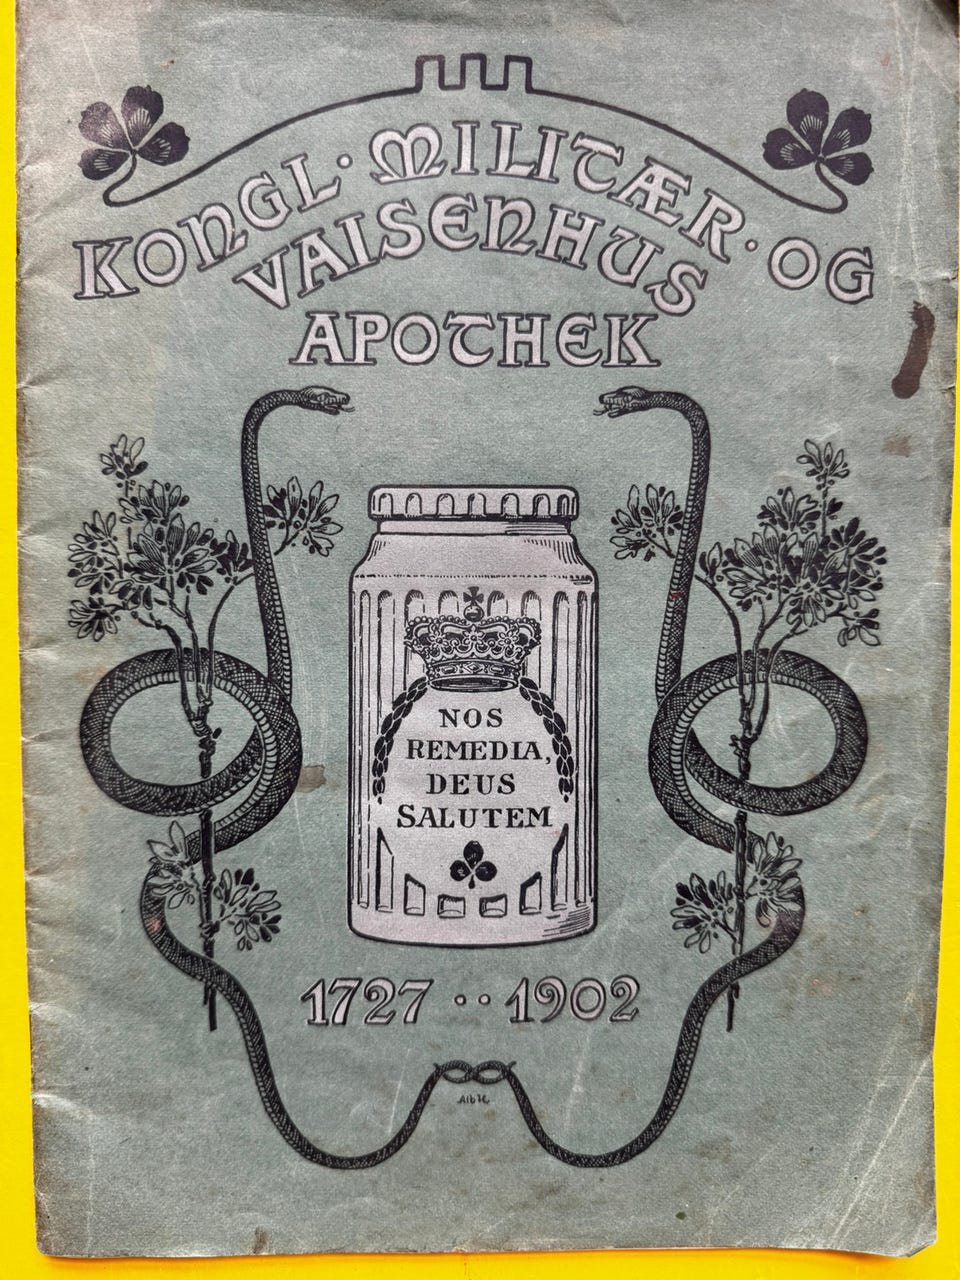 KONGL· MILITÆR· OG
VAISENHUS
APOTHEK
NOS
REMEDIA,
DEUS
SALUTEM
1727 ·· 1902